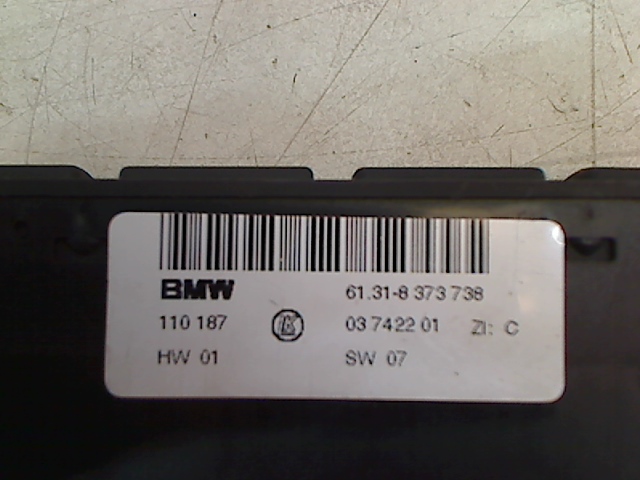 BMW 61.31-8 373 738
110 187 03 7422 01 ZI: C
HW 01 SW 07